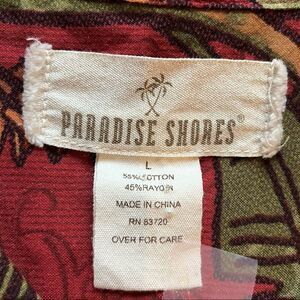 PARADISE SHORES®
L
55% COTTON
45% RAYON
MADE IN CHINA
RN 83720
OVER FOR CARE